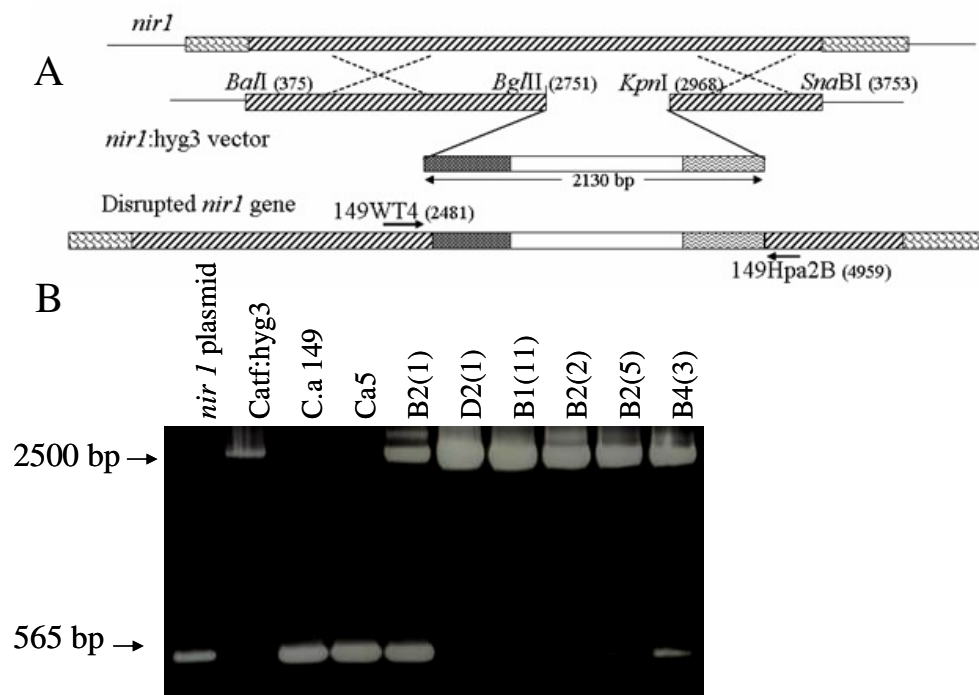 nir1
A
BalI (375) BglII (2751) KpnI (2968) SnaBI (3753)
nir1:hyg3 vector
2130 bp
Disrupted nir1 gene
149WT4 (2481)
149Hpa2B (4959)
B
nir 1 plasmid
Catf:hyg3
C.a 149
Ca5
B2(1)
D2(1)
B1(11)
B2(2)
B2(5)
B4(3)
2500 bp
565 bp